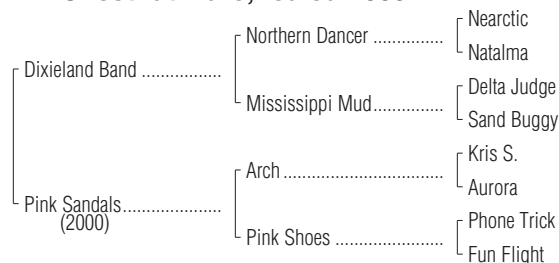 Nearctic
Northern Dancer ................
Natalma
Dixieland Band ..................
Delta Judge
Mississippi Mud................
Sand Buggy
Kris S.
Arch ....................................
Aurora
Pink Sandals......................
(2000)
Phone Trick
Pink Shoes ........................
Fun Flight